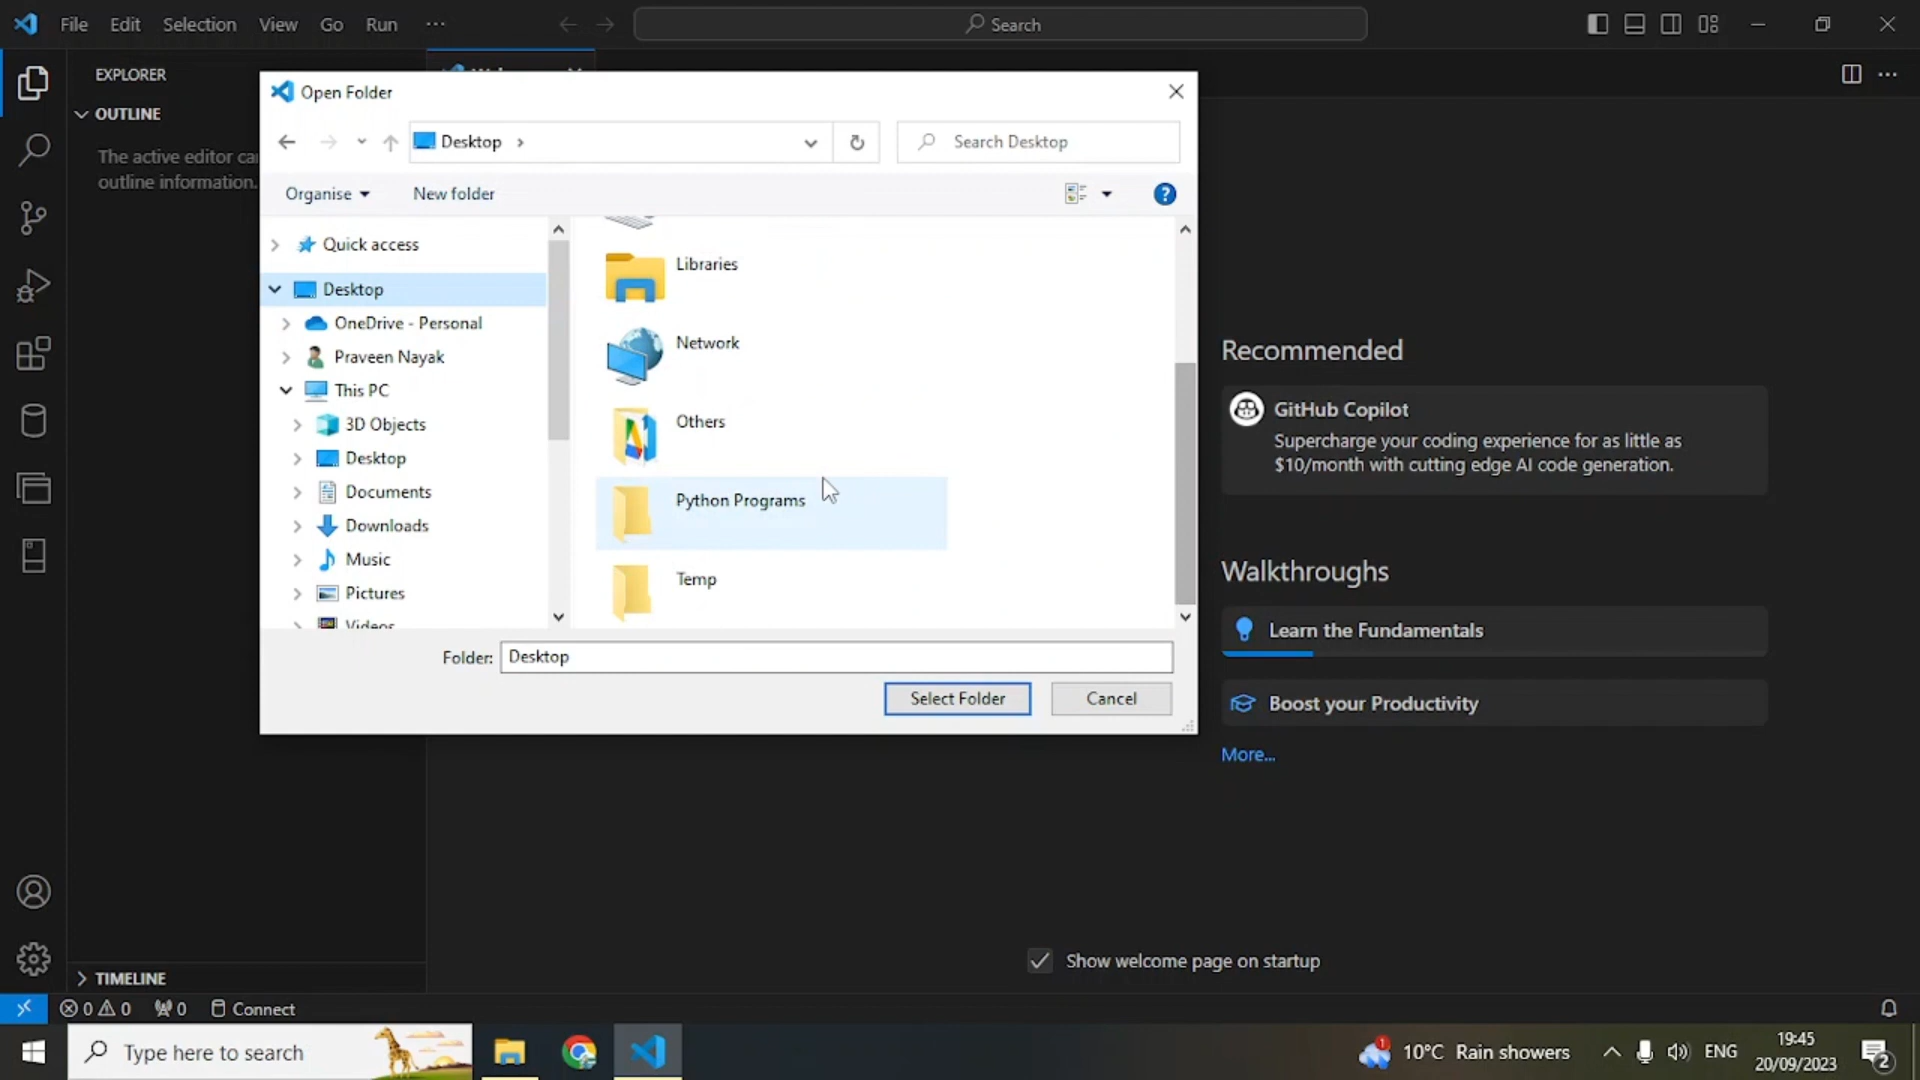 File Edit Selection View Go Run ···
Search
EXPLORER
OUTLINE
The active editor ca
outline information.
Open Folder
Desktop
Search Desktop
Organise
New folder
Quick access
Desktop
OneDrive - Personal
Praveen Nayak
This PC
3D Objects
Desktop
Documents
Downloads
Music
Pictures
Videos
Libraries
Network
Others
Python Programs
Temp
Folder: Desktop
Select Folder
Cancel
Recommended
GitHub Copilot
Supercharge your coding experience for as little as
$10/month with cutting edge AI code generation.
Walkthroughs
Learn the Fundamentals
Boost your Productivity
More...
Show welcome page on startup
TIMELINE
0 0 0 Connect
Type here to search
1
10°C Rain showers
ENG
19:45
20/09/2023
2